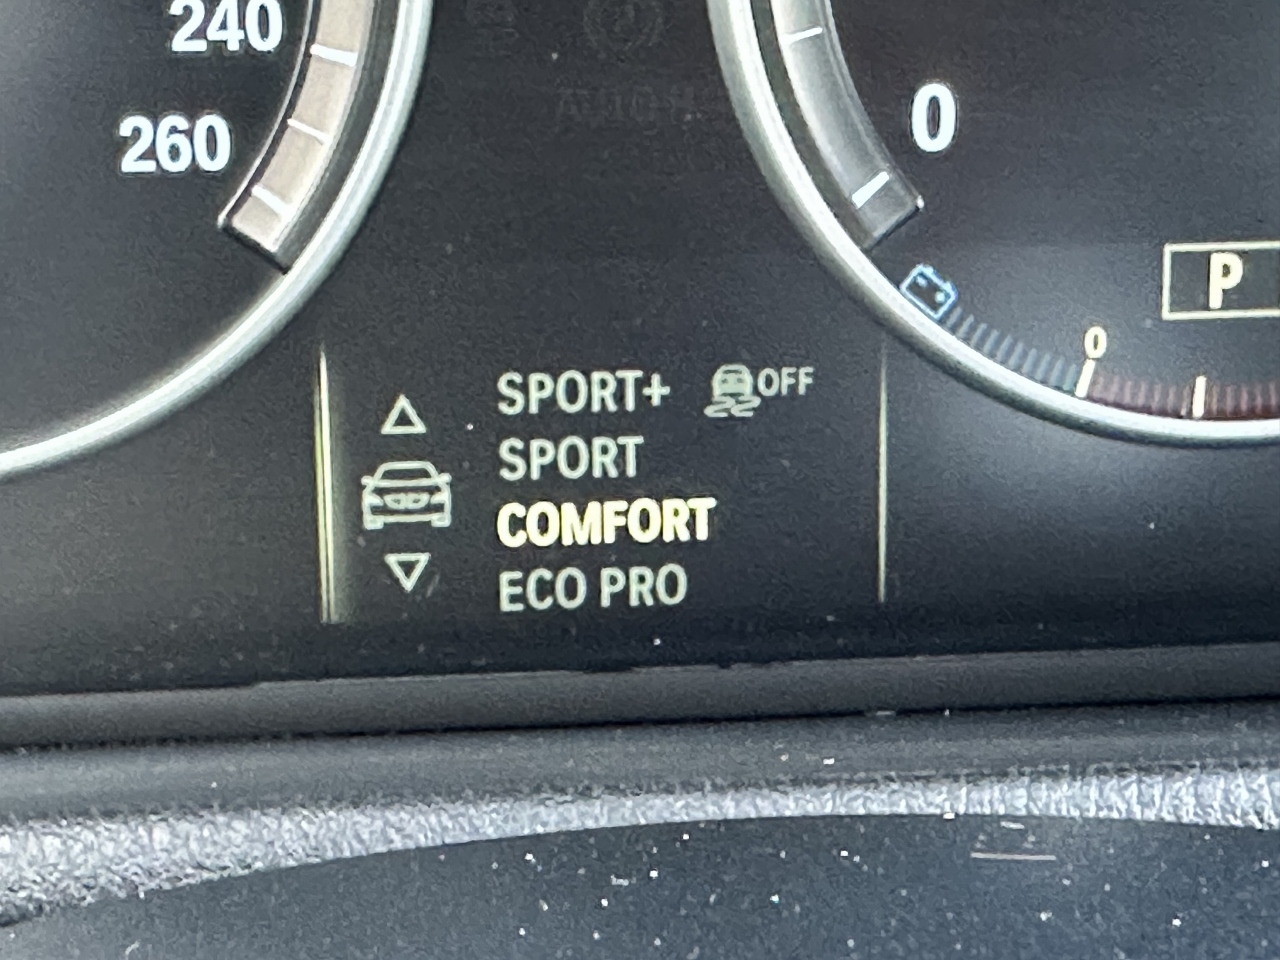 240
260
0
P
0
SPORT+ OFF
SPORT
COMFORT
ECO PRO